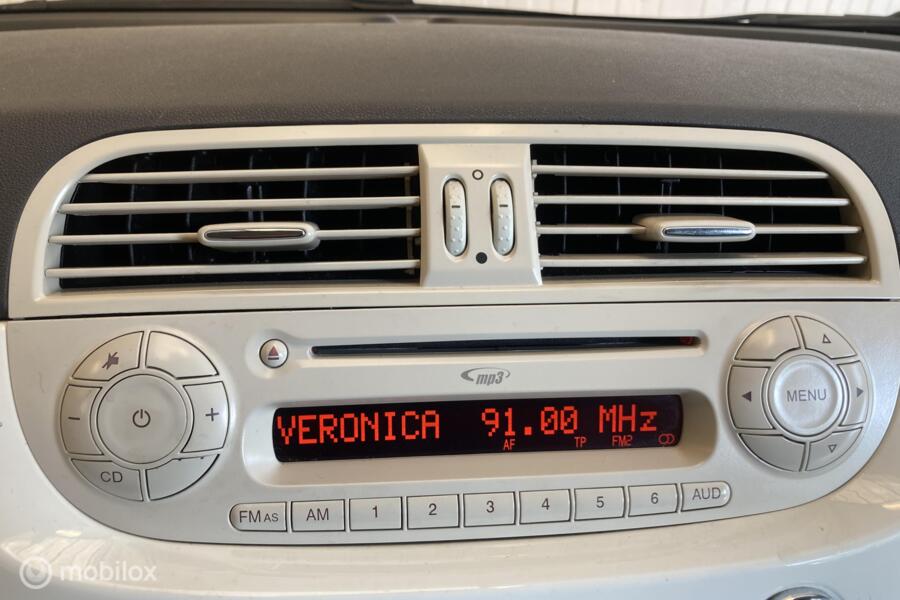 mp3
VERONICA 91.00 MHz
AF TP FM2
− +
CD
MENU
FM AS AM 1 2 3 4 5 6 AUD
mobilox